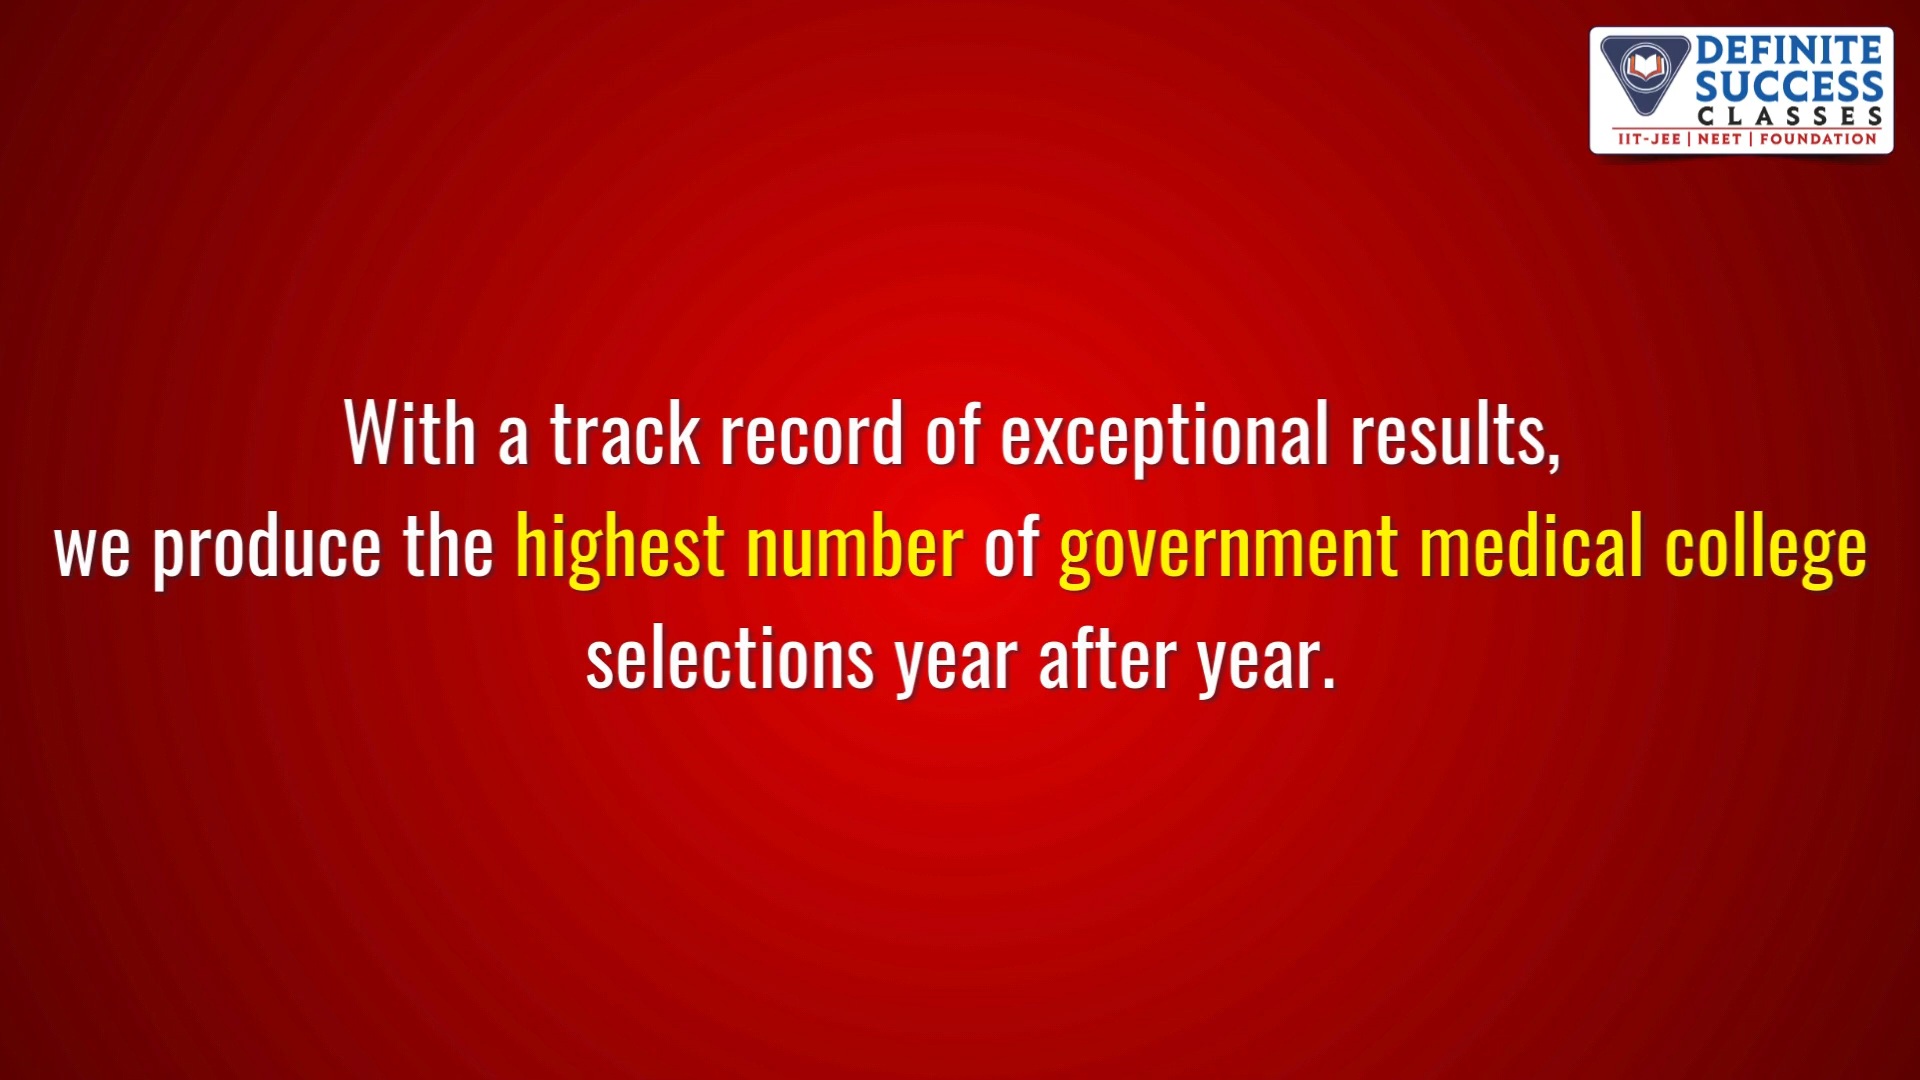 DEFINITE
SUCCESS
CLASSES
IIT-JEE | NEET | FOUNDATION
With a track record of exceptional results,
we produce the highest number of government medical college
selections year after year.